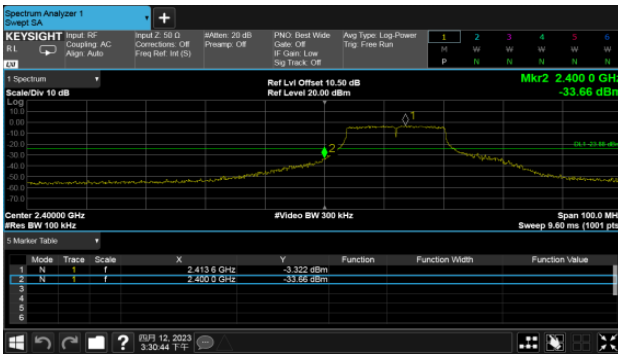 Spectrum Analyzer 1
Swept SA
+
KEYSIGHT Input: RF Input Z: 50 Ω #Atten: 20 dB PNO: Best Wide Avg Type: Log-Power 1 2 3 4 5 6
RL Coupling: AC Corrections: Off Preamp: Off Gate: Off Trig: Free Run M W W W W W
Align: Auto Freq Ref: Int (S) IF Gain: Low
LXI Sig Track: Off P N N N N N
1 Spectrum Ref Lvl Offset 10.50 dB Mkr2 2.400 0 GHz
Scale/Div 10 dB Ref Level 20.00 dBm -33.66 dBm
Log
10.0
0.00
-10.0
-20.0
-30.0
-40.0
-50.0
-60.0
-70.0
1
2
DL1 -23.88 dBm
Center 2.40000 GHz #Video BW 300 kHz Span 100.0 MH
#Res BW 100 kHz Sweep 9.60 ms (1001 pts
5 Marker Table
Mode Trace Scale X Y Function Function Width Function Value
1 N 1 f 2.413 6 GHz -3.322 dBm
2 N 1 f 2.400 0 GHz -33.66 dBm
3
4
5
6
? 四月 12, 2023
3:30:44 下午